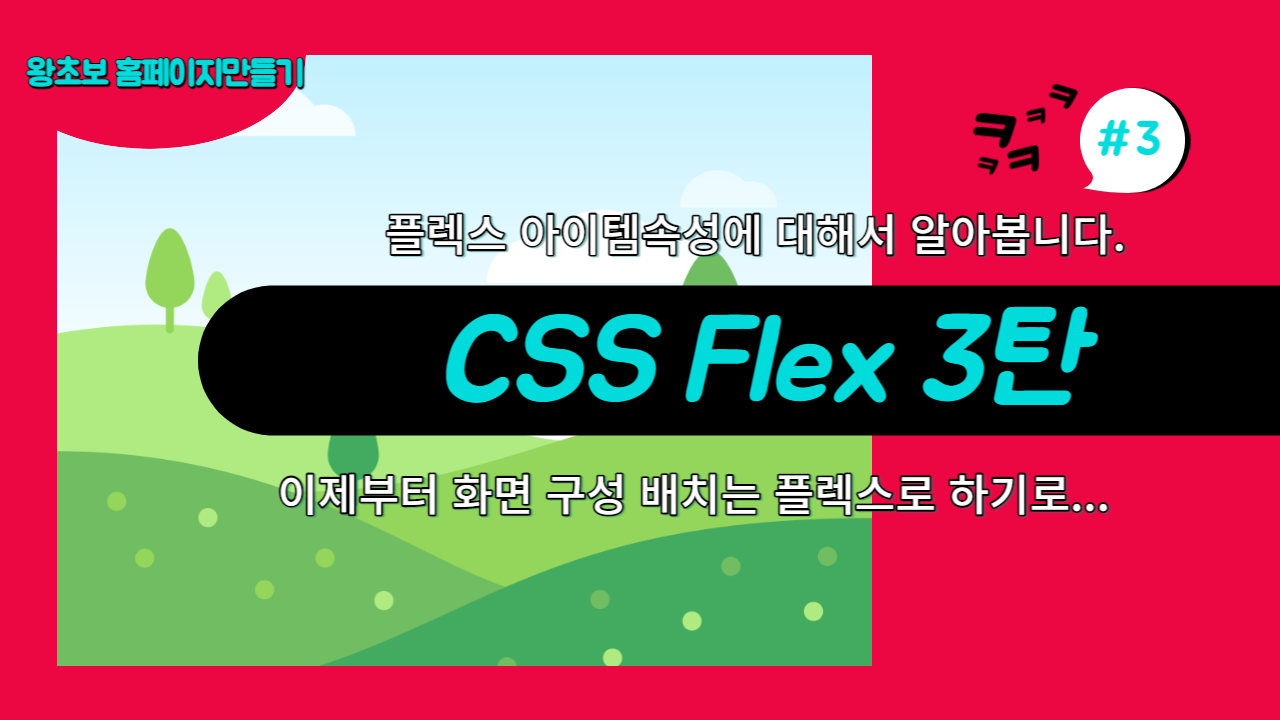 왕초보 홈페이지만들기
ㅋㅋㅋㅋㅋ
#3
플렉스 아이템속성에 대해서 알아봅니다.
CSS Flex 3탄
이제부터 화면 구성 배치는 플렉스로 하기로...